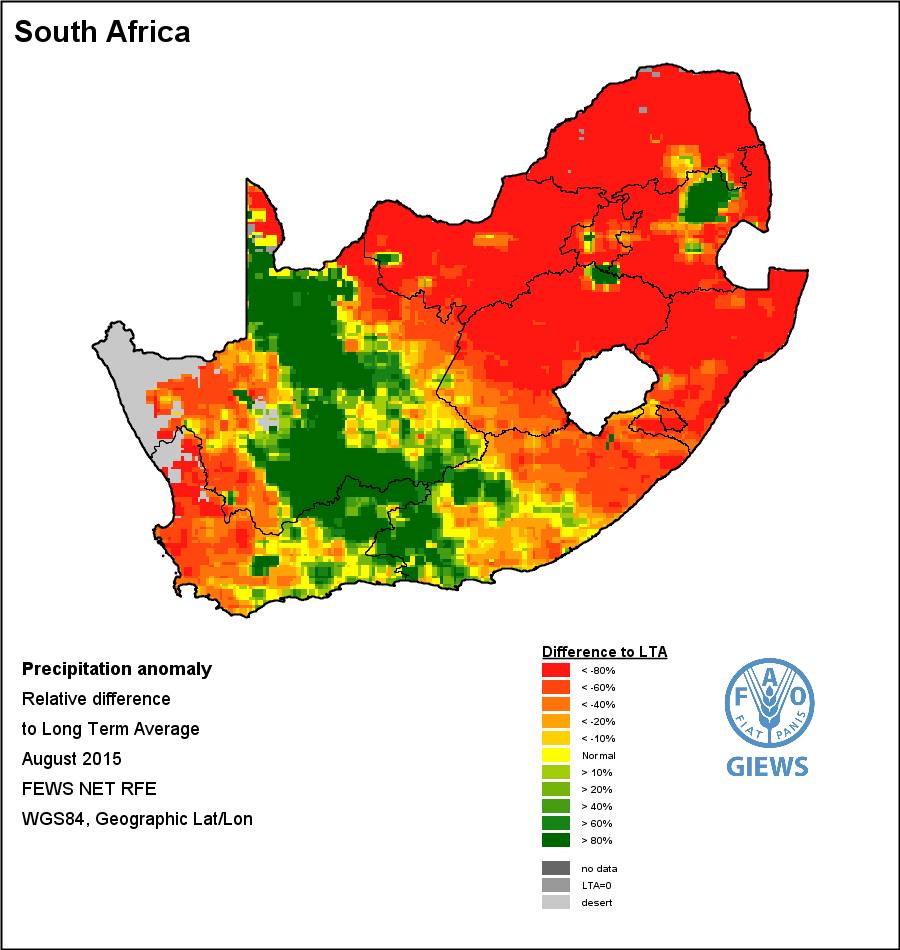 South Africa
Precipitation anomaly
Relative difference
to Long Term Average
August 2015
FEWS NET RFE
WGS84, Geographic Lat/Lon
Difference to LTA
< -80%
< -60%
< -40%
< -20%
< -10%
Normal
> 10%
> 20%
> 40%
> 60%
> 80%
no data
LTA=0
desert
F A O
FIAT PANIS
GIEWS